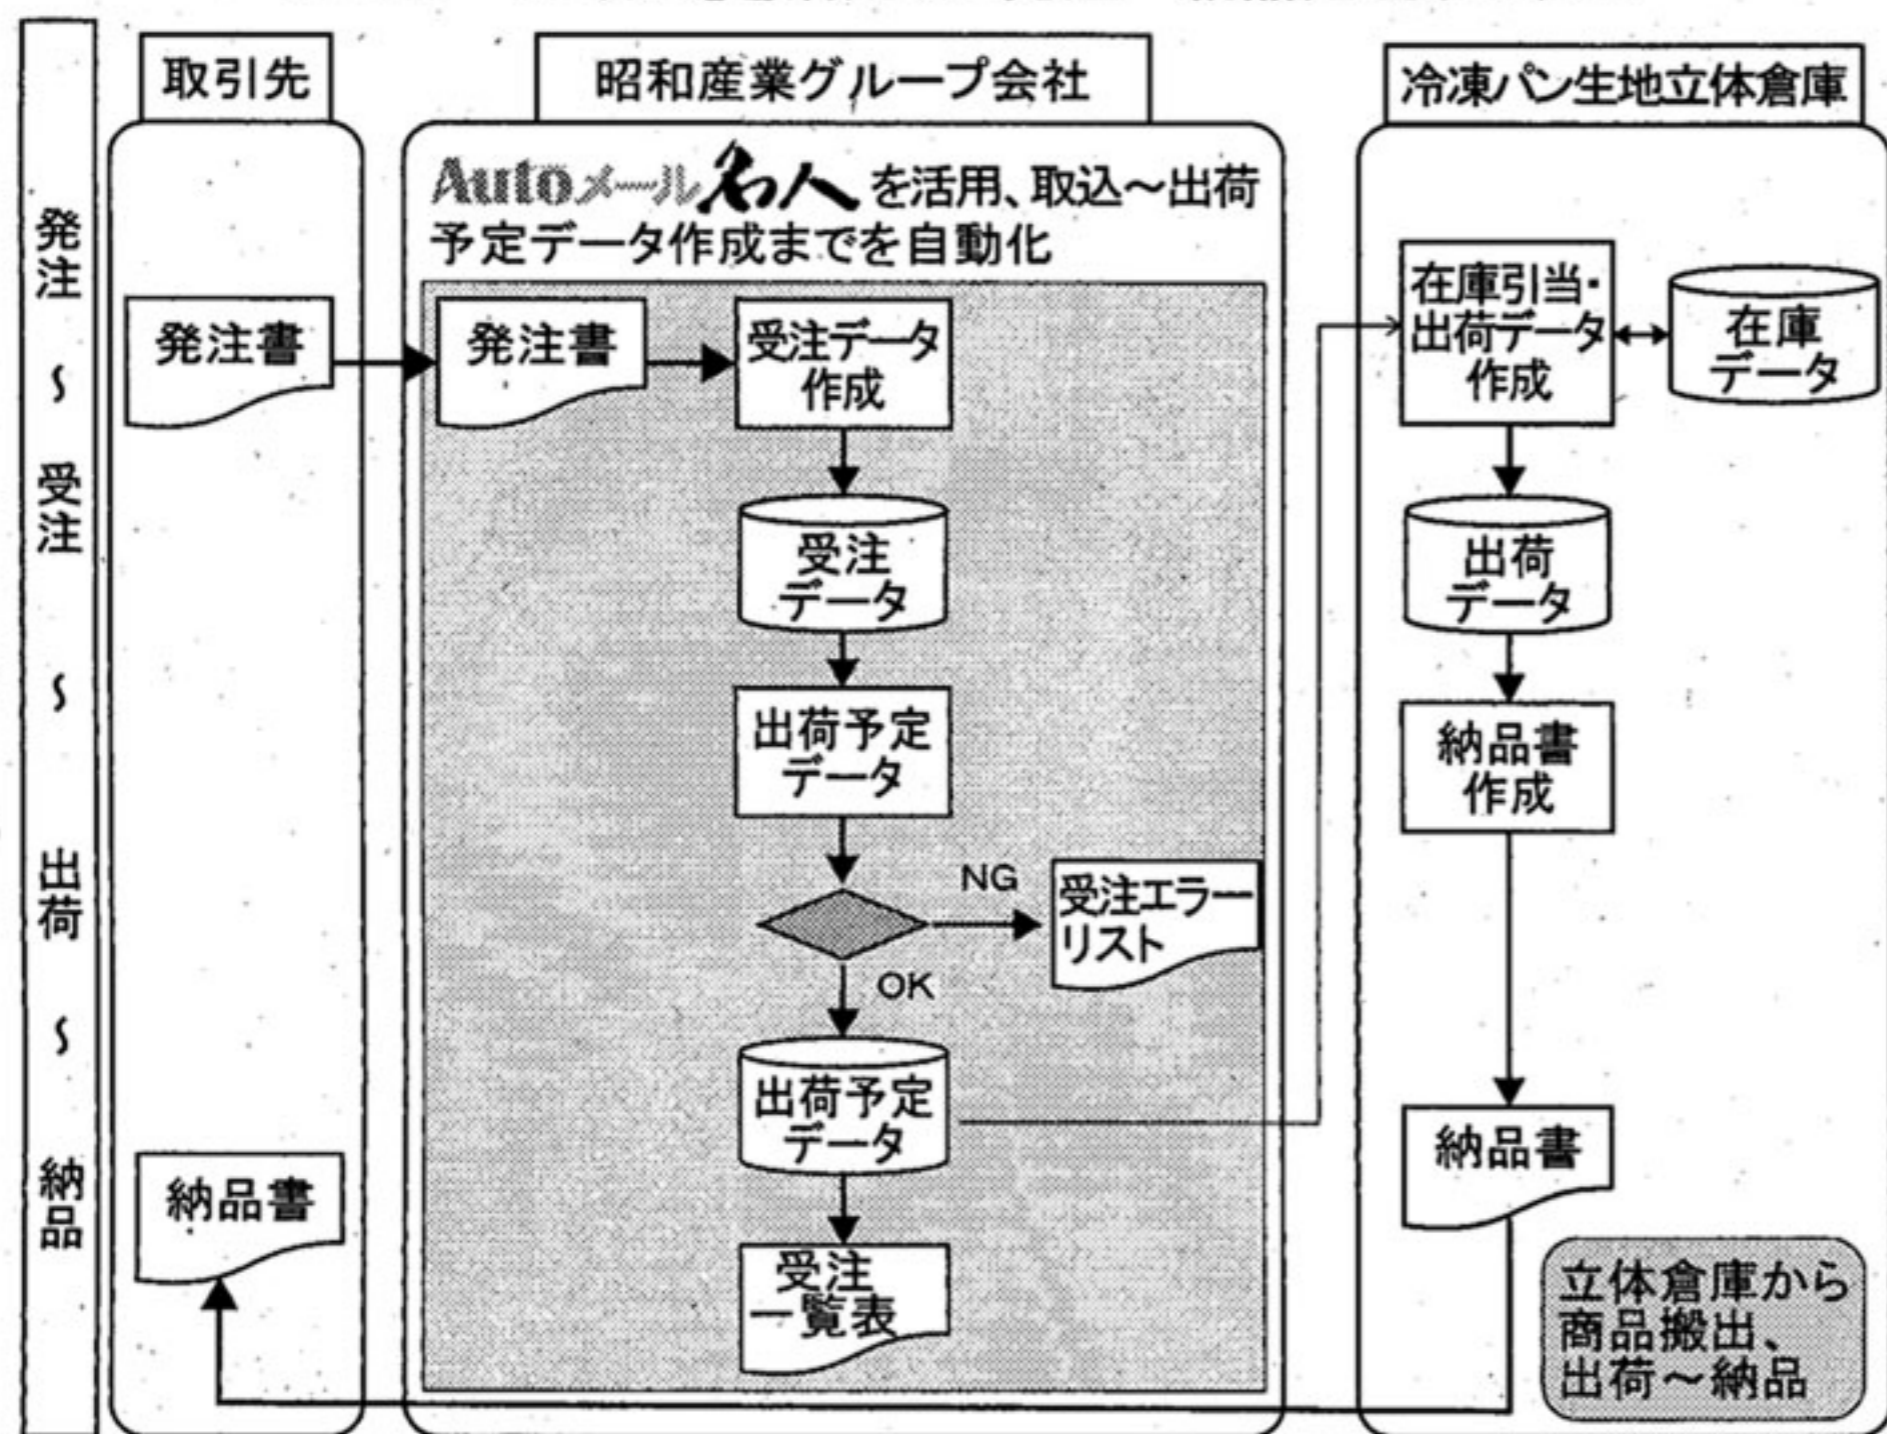 取引先
昭和産業グループ会社
冷凍パン生地立体倉庫
発注
〜
受注
〜
出荷
〜
納品
Autoメール名人を活用、取込〜出荷
予定データ作成までを自動化
発注書
発注書
受注データ
作成
受注
データ
出荷予定
データ
NG
受注エラー
リスト
OK
出荷予定
データ
受注
一覧表
在庫引当・
出荷データ
作成
在庫
データ
出荷
データ
納品書
作成
納品書
納品書
立体倉庫から
商品搬出、
出荷〜納品